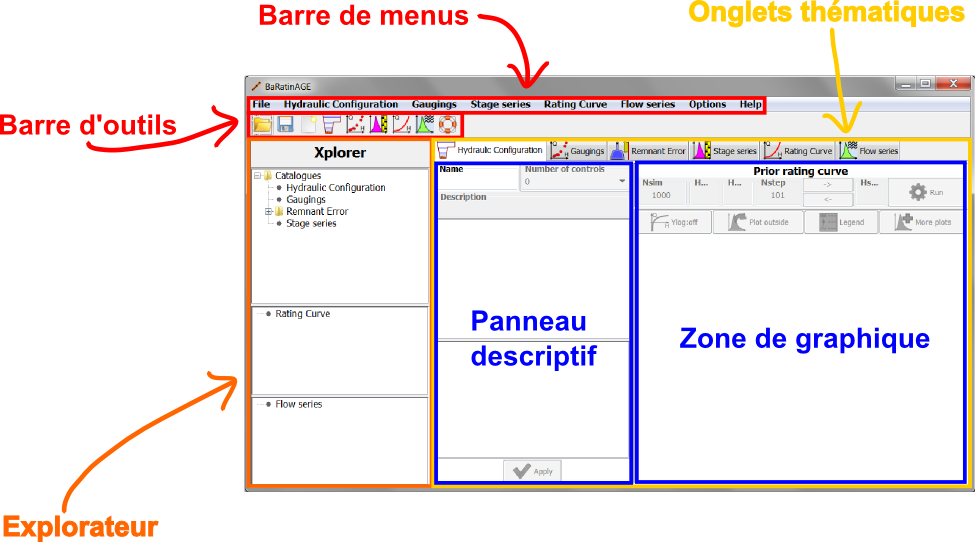 Barre de menus
Onglets thématiques
Barre d'outils
BaRatinAGE
File Hydraulic Configuration Gaugings Stage series Rating Curve Flow series Options Help
Xplorer
Catalogues
Hydraulic Configuration
Gaugings
Remnant Error
Stage series
Rating Curve
Flow series
Hydraulic Configuration Gaugings Remnant Error Stage series Rating Curve Flow series
Name Number of controls
0
Description
Panneau
descriptif
Apply
Prior rating curve
Nsim H... H... Nstep -> Hs... Run
1000 101 <-
Ylog:off Plot outside Legend More plots
Zone de graphique
Explorateur